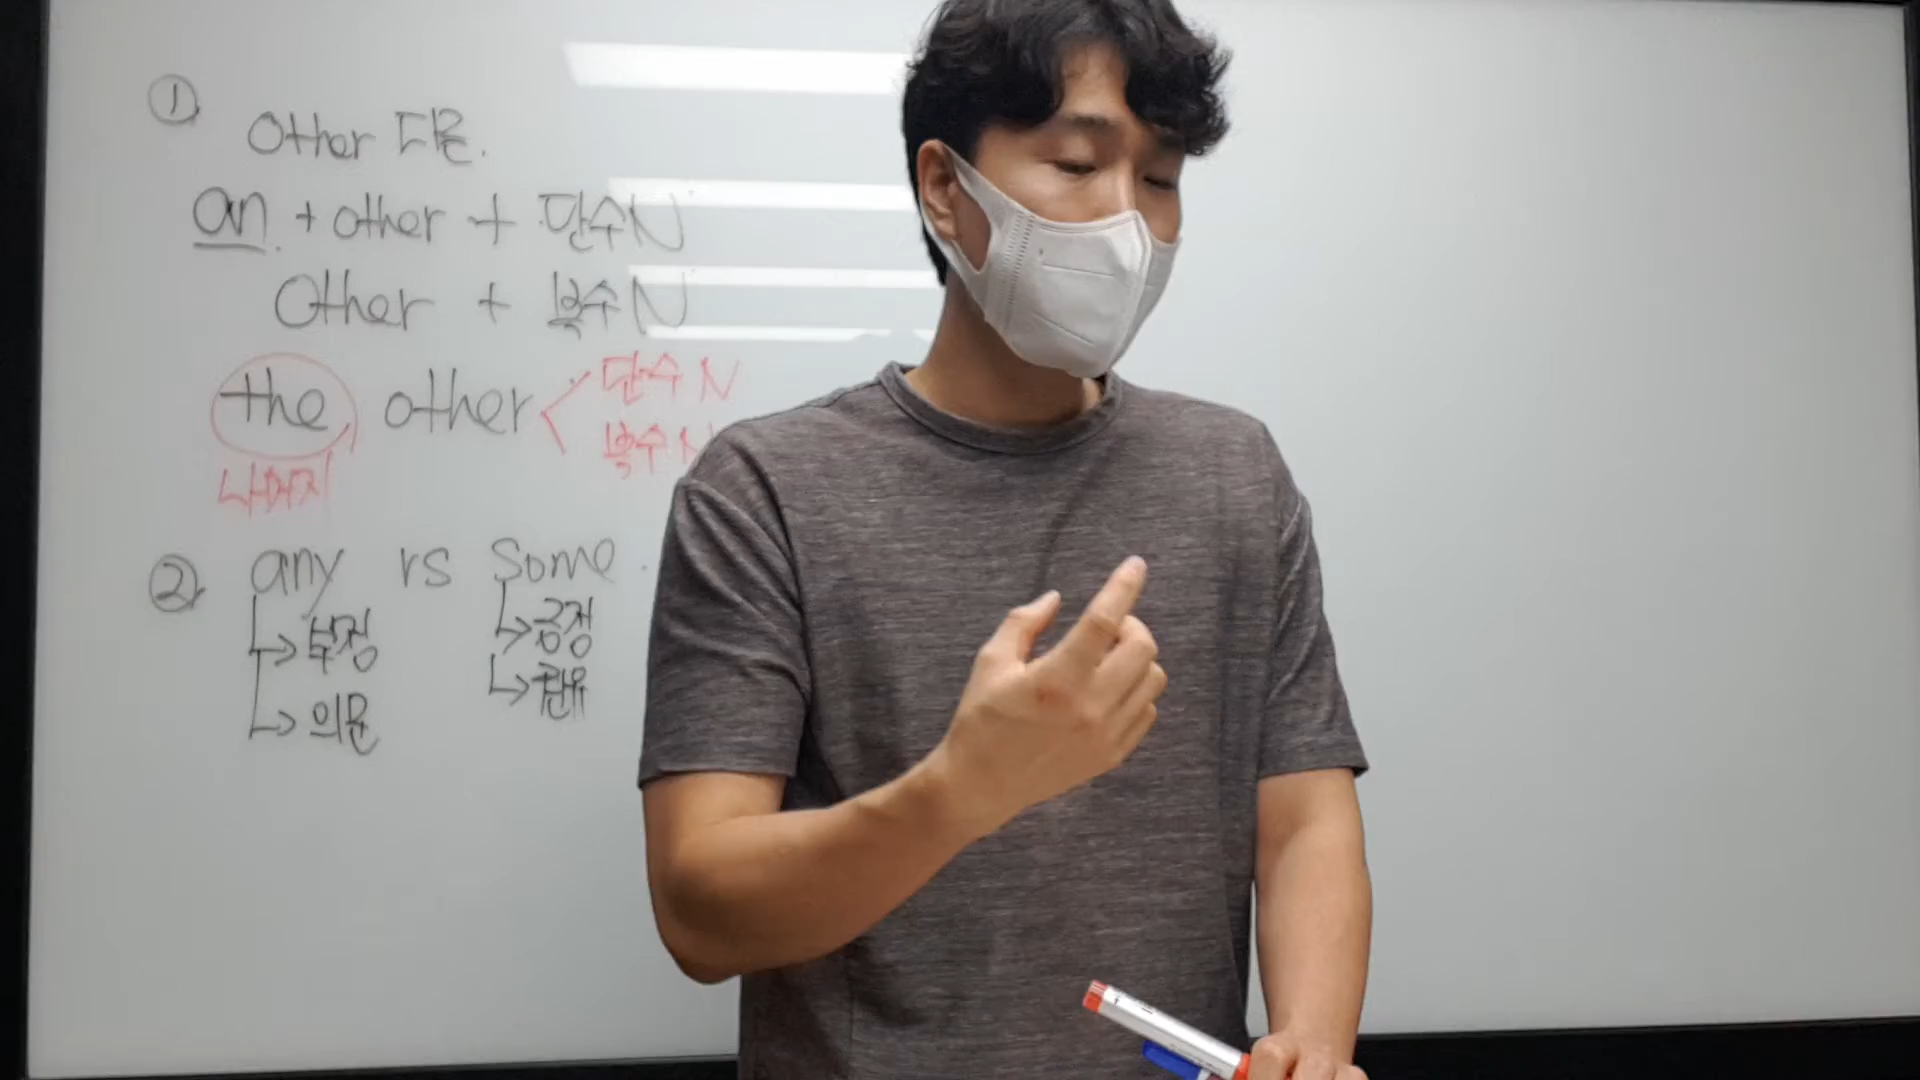 ① Other 다른.
an + other + 단수N
Other + 복수N
the other < 단수 N
복수 N
나머지
② any vs Some.
↳ 부정 ↳ 긍정
↳ 의문 ↳ 권유